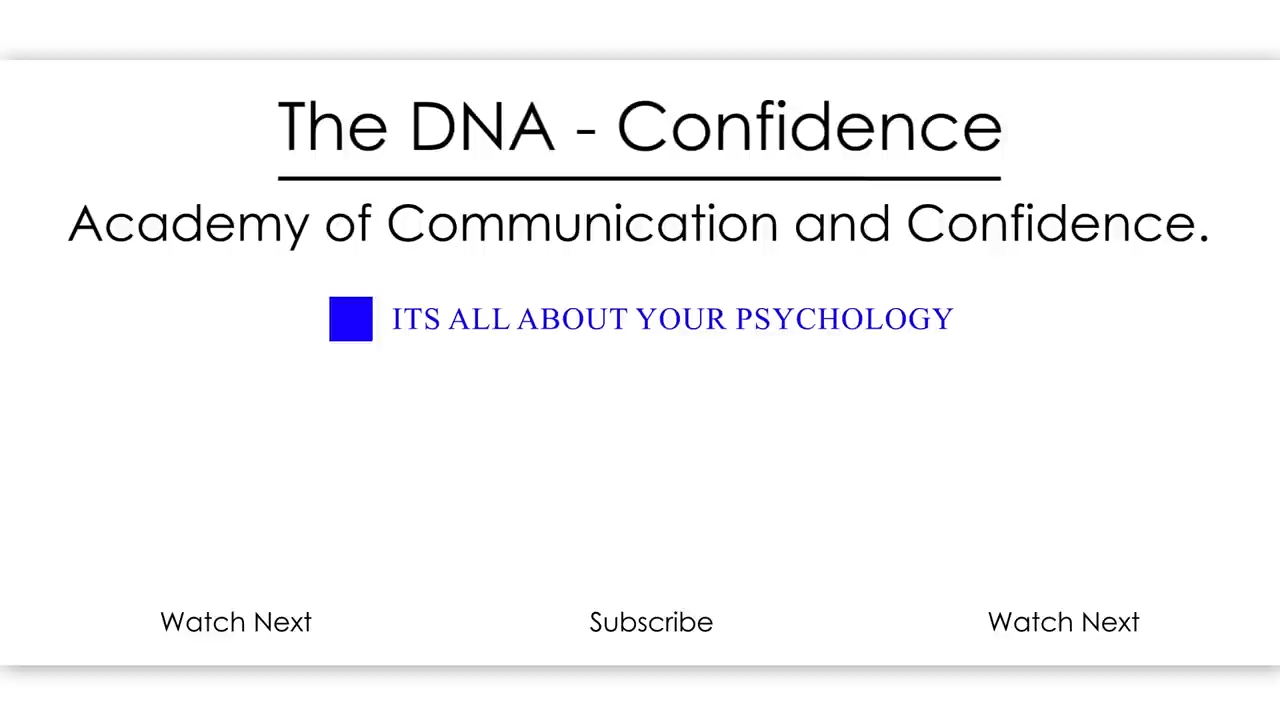 The DNA - Confidence
Academy of Communication and Confidence.
ITS ALL ABOUT YOUR PSYCHOLOGY
Watch Next Subscribe Watch Next